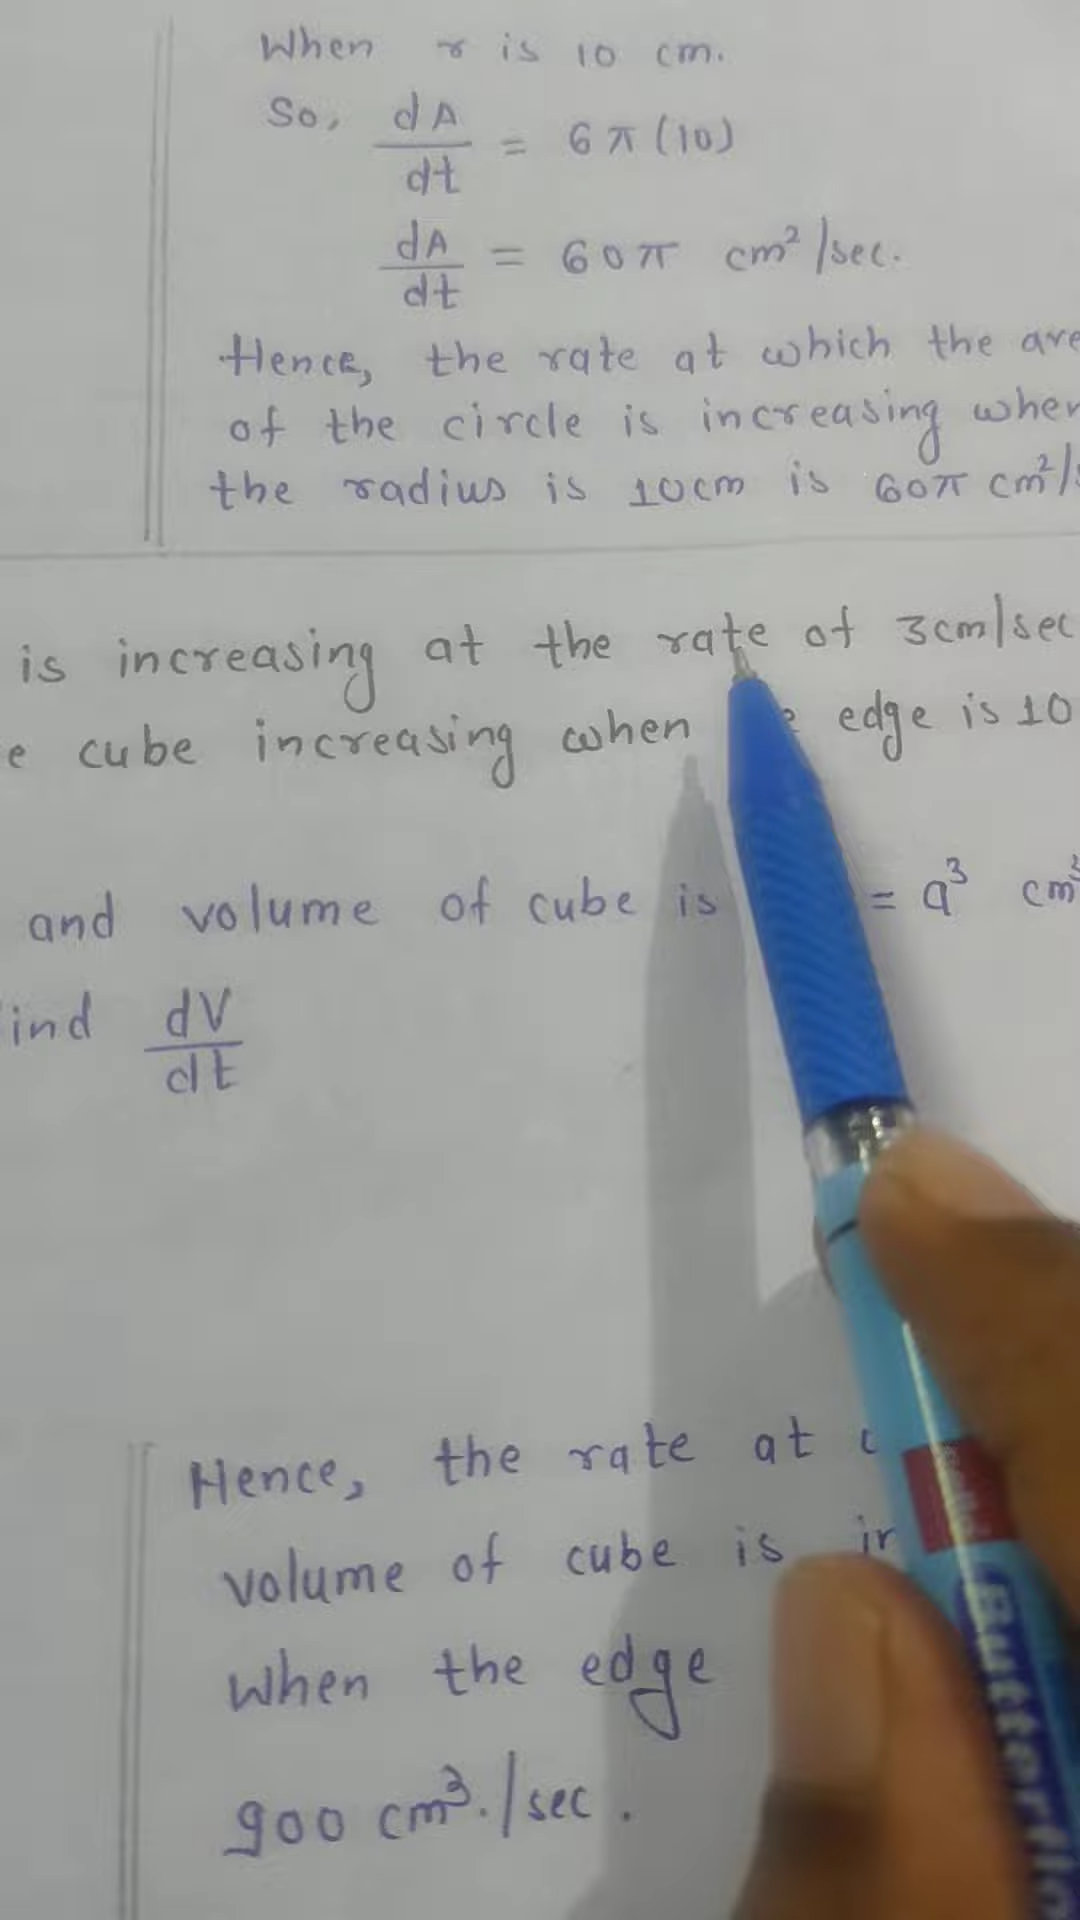 When r is 10 cm.
So, dA/dt = 6π(10)
dA/dt = 60π cm²/sec.
Hence, the rate at which the are
of the circle is increasing when
the radius is 10cm is 60π cm²/s
is increasing at the rate of 3cm/sec
e cube increasing when edge is 10
and volume of cube is = a³ cm³
ind dV/dt
Hence, the rate at
volume of cube is in
when the edge
900 cm³./sec.
Butterflo